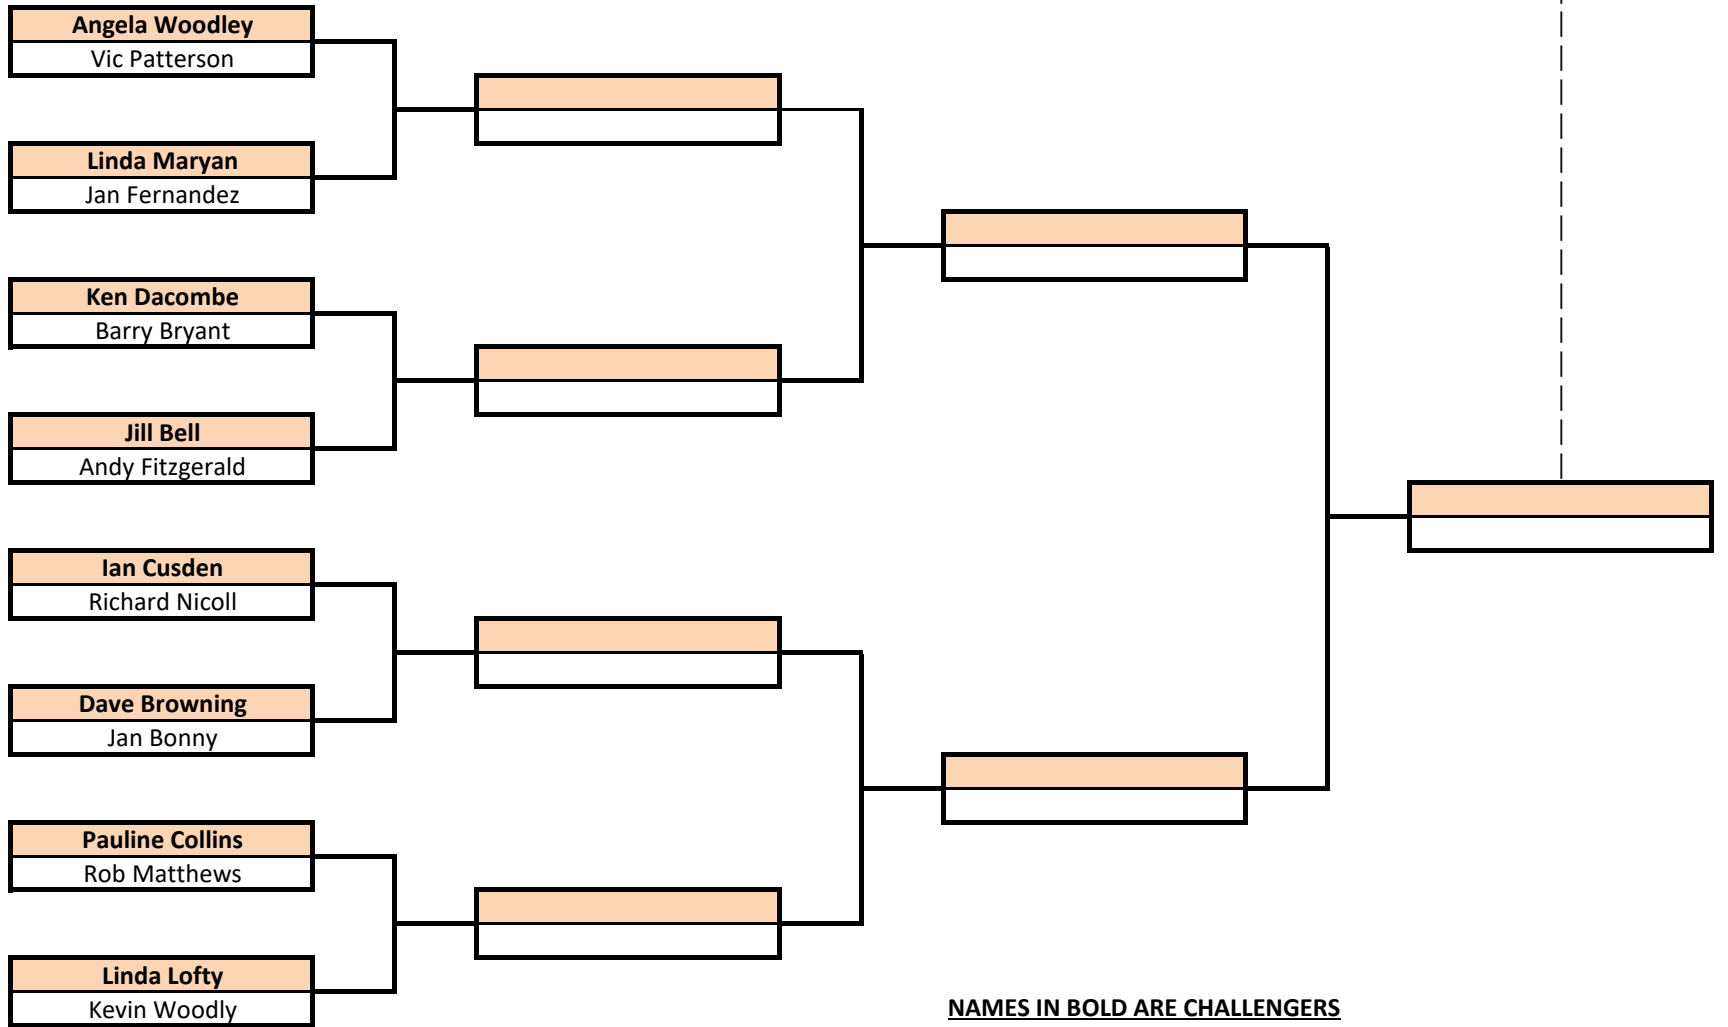 Angela Woodley
Vic Patterson
Linda Maryan
Jan Fernandez
Ken Dacombe
Barry Bryant
Jill Bell
Andy Fitzgerald
Ian Cusden
Richard Nicoll
Dave Browning
Jan Bonny
Pauline Collins
Rob Matthews
Linda Lofty
Kevin Woodly
NAMES IN BOLD ARE CHALLENGERS